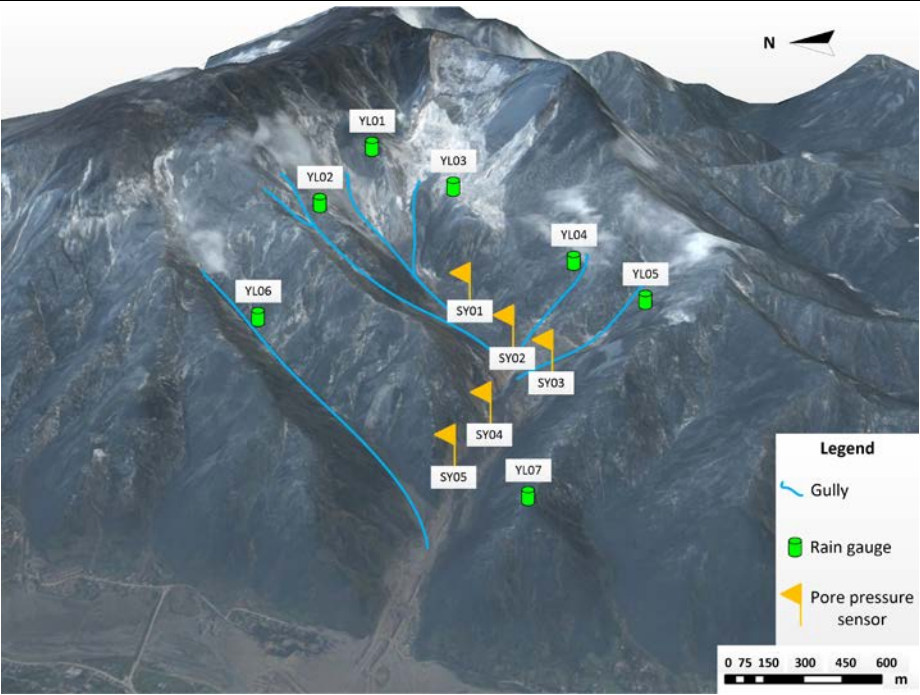 N
YL01
YL03
YL02
YL04
YL05
YL06
SY01
SY02
SY03
SY04
SY05
YL07
Legend
Gully
Rain gauge
Pore pressure
sensor
0 75 150 300 450 600
m